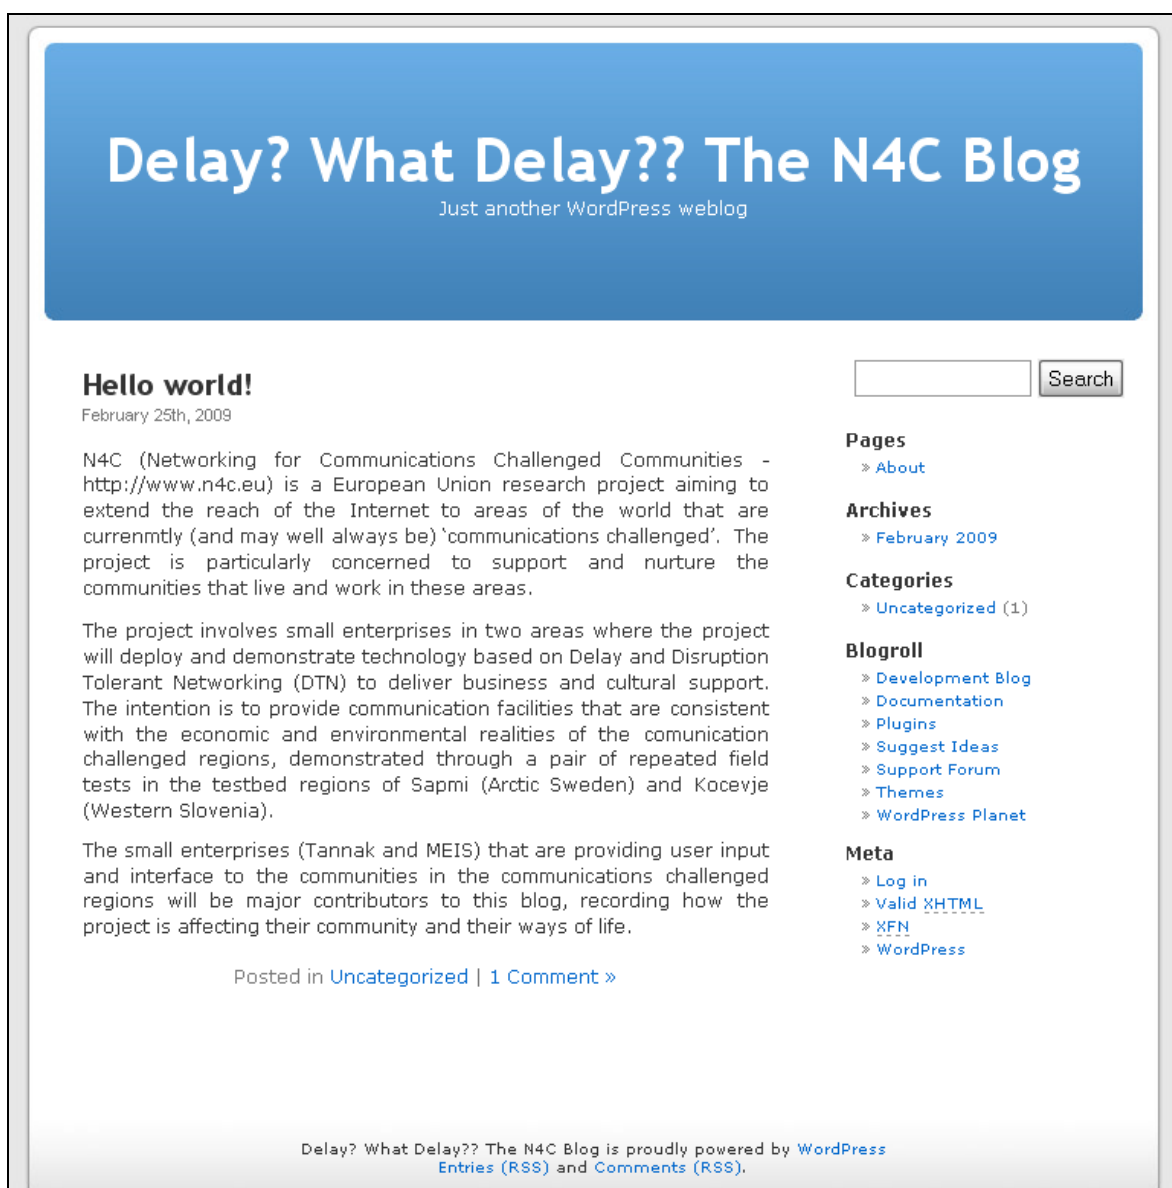 Delay? What Delay?? The N4C Blog
Just another WordPress weblog
Hello world!
February 25th, 2009
N4C (Networking for Communications Challenged Communities -
http://www.n4c.eu) is a European Union research project aiming to
extend the reach of the Internet to areas of the world that are
currenmtly (and may well always be) ‘communications challenged’. The
project is particularly concerned to support and nurture the
communities that live and work in these areas.
The project involves small enterprises in two areas where the project
will deploy and demonstrate technology based on Delay and Disruption
Tolerant Networking (DTN) to deliver business and cultural support.
The intention is to provide communication facilities that are consistent
with the economic and environmental realities of the comunication
challenged regions, demonstrated through a pair of repeated field
tests in the testbed regions of Sapmi (Arctic Sweden) and Kocevje
(Western Slovenia).
The small enterprises (Tannak and MEIS) that are providing user input
and interface to the communities in the communications challenged
regions will be major contributors to this blog, recording how the
project is affecting their community and their ways of life.
Posted in Uncategorized | 1 Comment »
Search
Pages
» About
Archives
» February 2009
Categories
» Uncategorized (1)
Blogroll
» Development Blog
» Documentation
» Plugins
» Suggest Ideas
» Support Forum
» Themes
» WordPress Planet
Meta
» Log in
» Valid XHTML
» XFN
» WordPress
Delay? What Delay?? The N4C Blog is proudly powered by WordPress
Entries (RSS) and Comments (RSS).